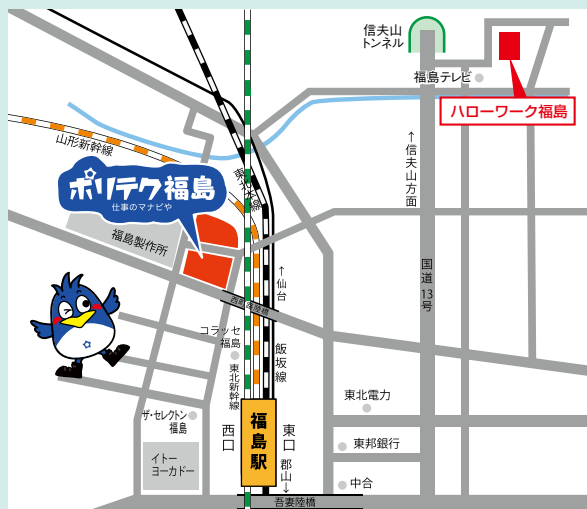 信夫山
トンネル
福島テレビ
ハローワーク福島
山形新幹線
東北本線
↑信夫山方面
ポリテク福島
仕事のマナビや
福島製作所
国道13号
↑仙台
コラッセ
福島
飯坂線
東北新幹線
東北電力
ザ・セレクトン
福島
西口
福島駅
東口
東邦銀行
イトー
ヨーカドー
郡山↓
中合
吾妻陸橋